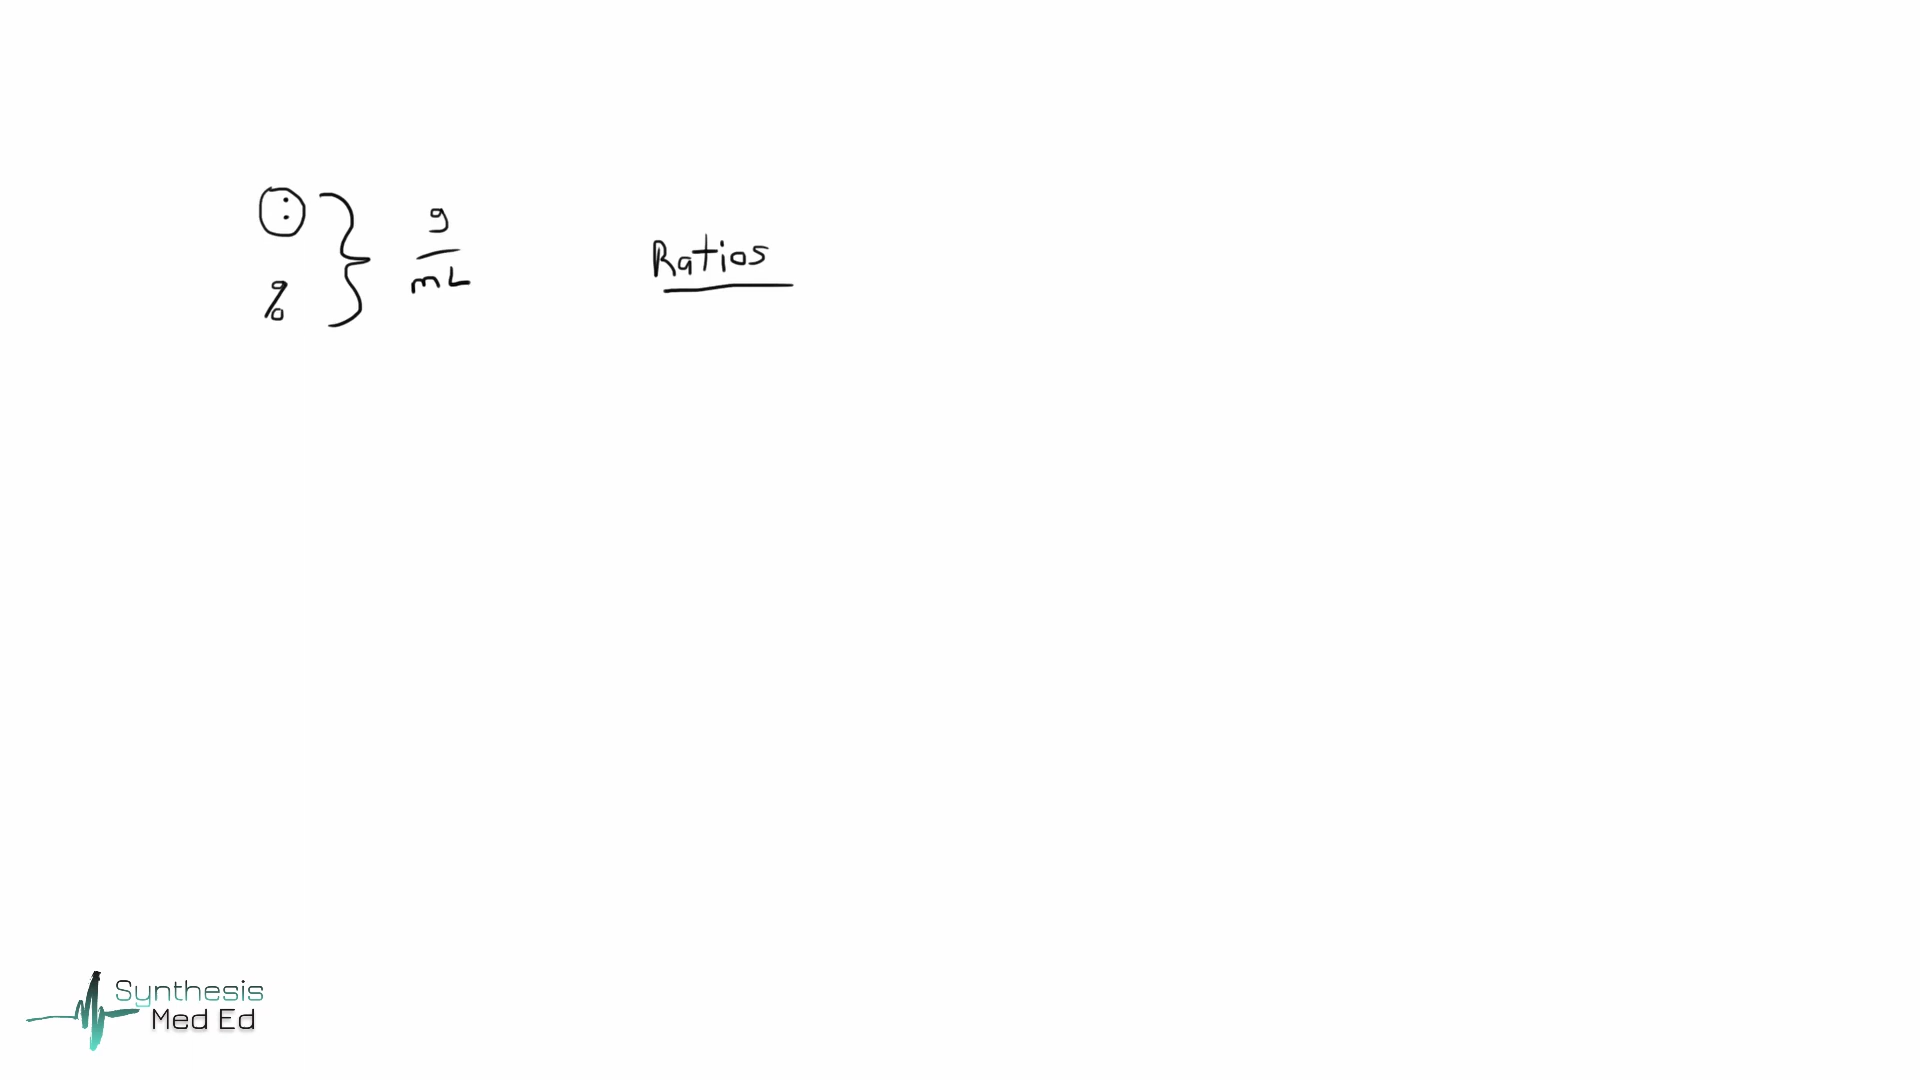 :
%
g
mL
Ratios
Synthesis
Med Ed